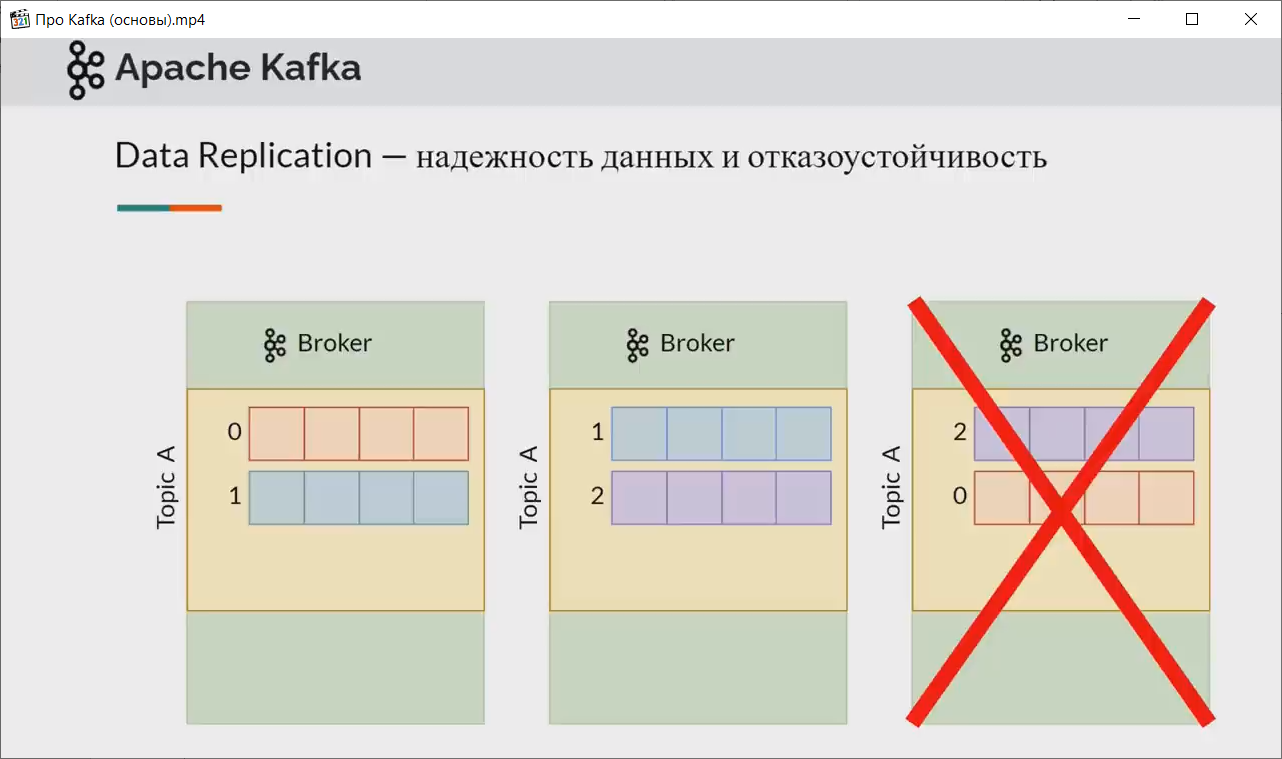 Про Kafka (основы).mp4
Apache Kafka
Data Replication — надежность данных и отказоустойчивость
Broker
0
1
Topic A
Broker
1
2
Topic A
Broker
2
0
Topic A